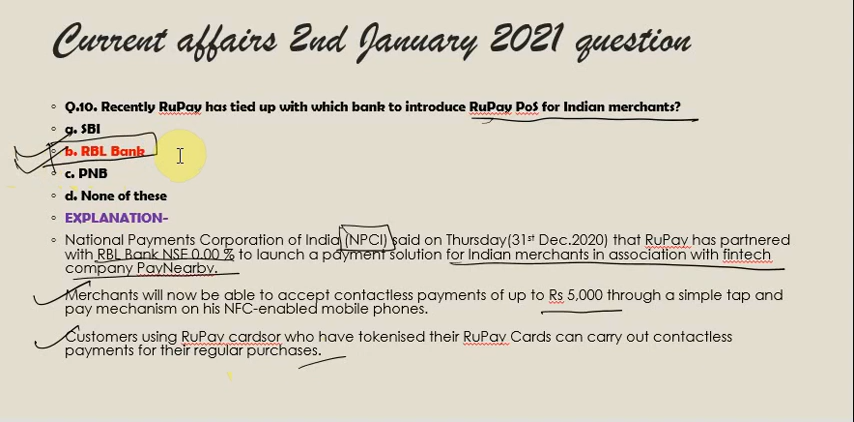 Current affairs 2nd January 2021 question
Q.10. Recently RuPay has tied up with which bank to introduce RuPay PoS for Indian merchants?
a. SBI
b. RBL Bank
c. PNB
d. None of these
EXPLANATION-
National Payments Corporation of India (NPCI) said on Thursday(31st Dec.2020) that RuPay has partnered
with RBL Bank NSE 0.00 % to launch a payment solution for Indian merchants in association with fintech
company PayNearby.
Merchants will now be able to accept contactless payments of up to Rs 5,000 through a simple tap and
pay mechanism on his NFC-enabled mobile phones.
Customers using RuPay cardsor who have tokenised their RuPay Cards can carry out contactless
payments for their regular purchases.